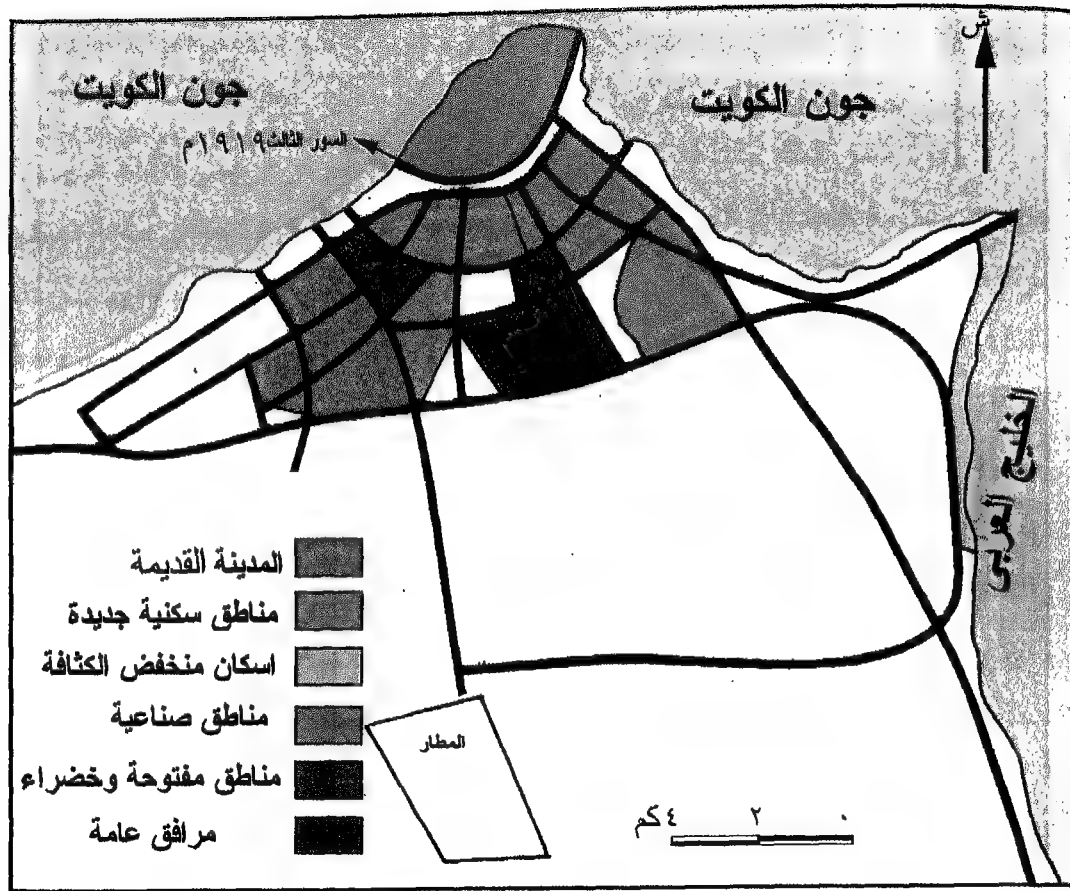 ش
جون الكويت
جون الكويت
السور الثالث ١٩١٩م
الخليج العربى
المدينة القديمة
مناطق سكنية جديدة
اسكان منخفض الكثافة
مناطق صناعية
مناطق مفتوحة وخضراء
مرافق عامة
المطار
٠ ٢ ٤ كم